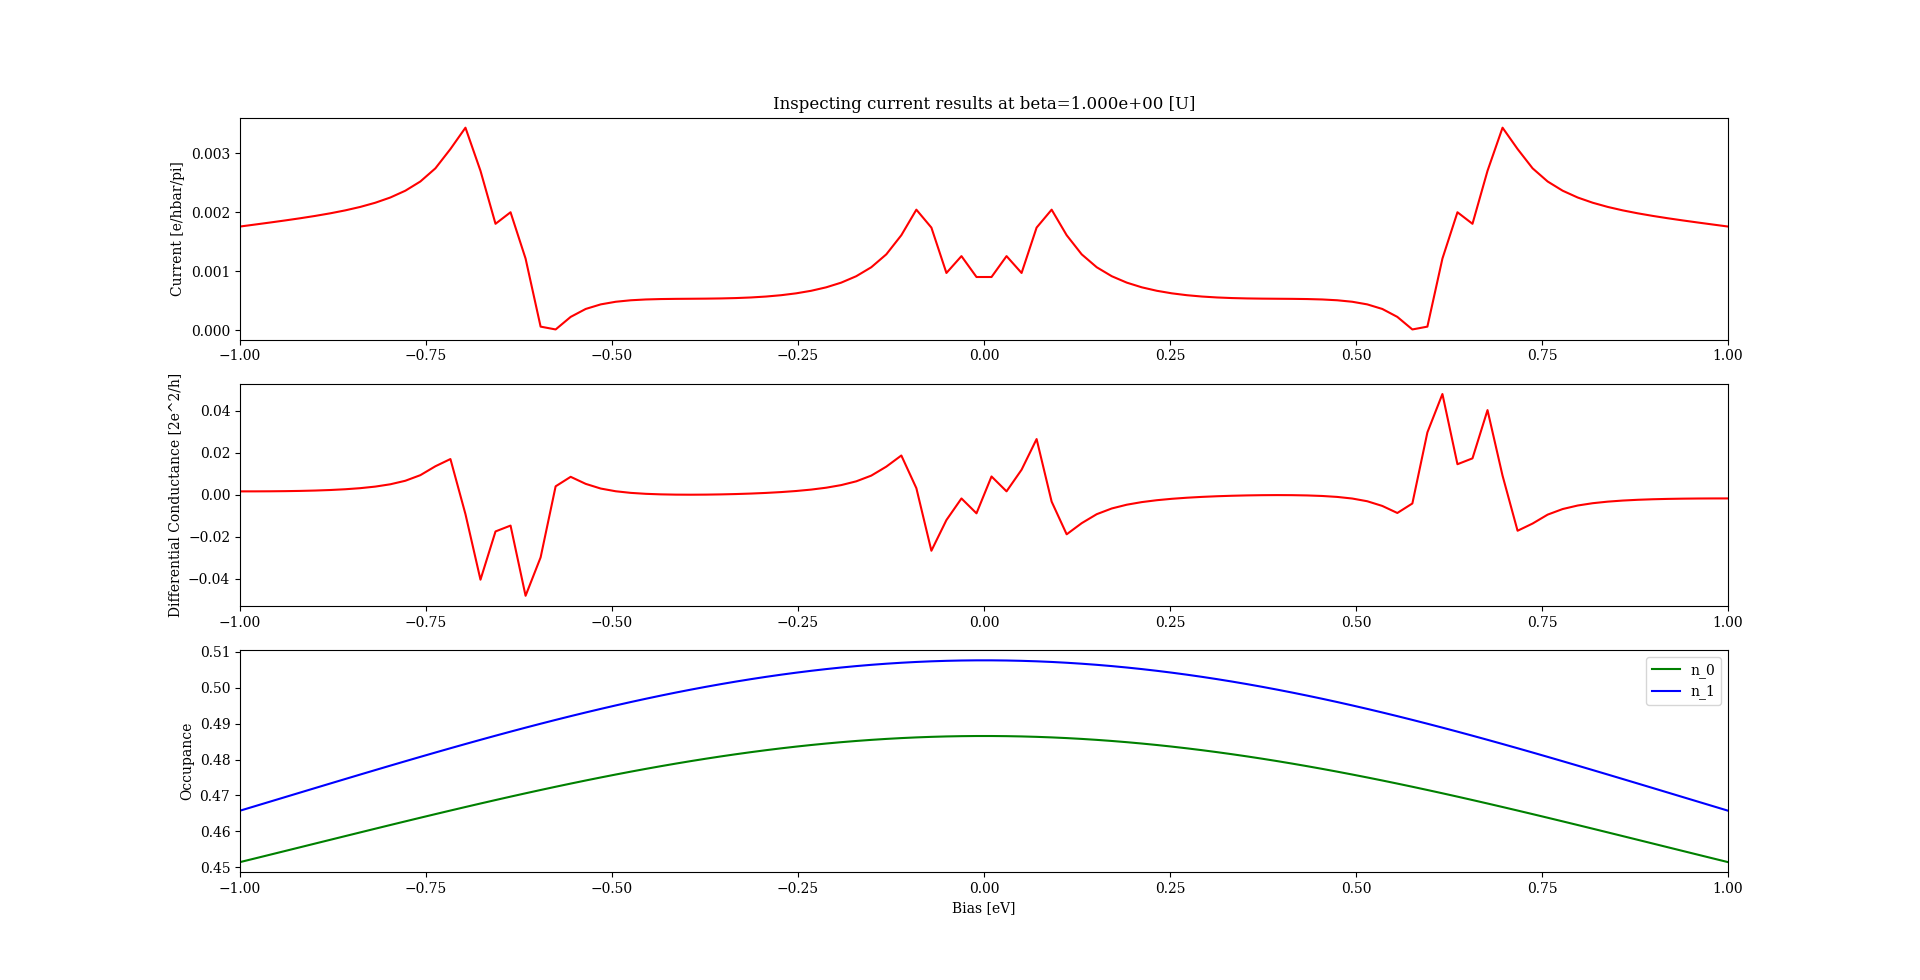 Inspecting current results at beta=1.000e+00 [U]
Current [e/hbar/pi]
0.003
0.002
0.001
0.000
−1.00 −0.75 −0.50 −0.25 0.00 0.25 0.50 0.75 1.00
Differential Conductance [2e^2/h]
0.04
0.02
0.00
−0.02
−0.04
−1.00 −0.75 −0.50 −0.25 0.00 0.25 0.50 0.75 1.00
Occupance
0.51
0.50
0.49
0.48
0.47
0.46
0.45
n_0
n_1
−1.00 −0.75 −0.50 −0.25 0.00 0.25 0.50 0.75 1.00
Bias [eV]